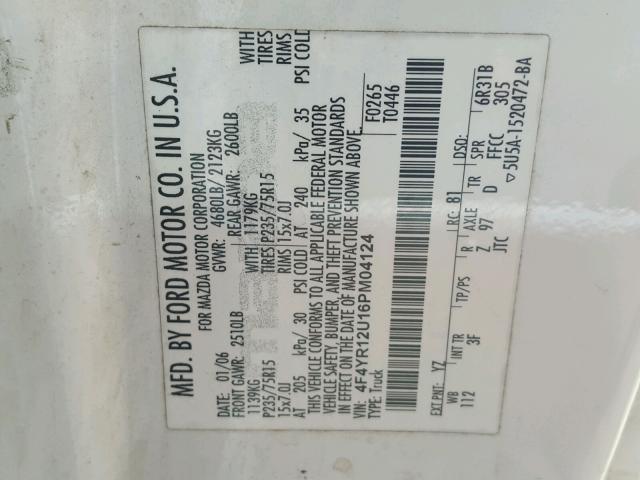 MFD. BY FORD MOTOR CO. IN U.S.A.
FOR MAZDA MOTOR CORPORATION
DATE: 01/06 GVWR: 4680LB/ 2123KG
FRONT GAWR: 2510LB REAR GAWR: 2600LB
1139KG WITH 1179KG WITH
P235/75R15 TIRES P235/75R15 TIRES
15x7.0J RIMS 15x7.0J RIMS
AT 205 kPa/ 30 PSI COLD AT 240 kPa/ 35 PSI COLD
THIS VEHICLE CONFORMS TO ALL APPLICABLE FEDERAL MOTOR
VEHICLE SAFETY, BUMPER, AND THEFT PREVENTION STANDARDS
IN EFFECT ON THE DATE OF MANUFACTURE SHOWN ABOVE.
VIN: 4F4YR12U16PM04124 F0265
TYPE: Truck T0446
EXT PNT: YZ RC: 81 DSO:
WB INT TR TP/PS R AXLE TR SPR 6R31B
112 3F Z 97 D FFCC 305
JTC ▽5U5A-1520472-BA